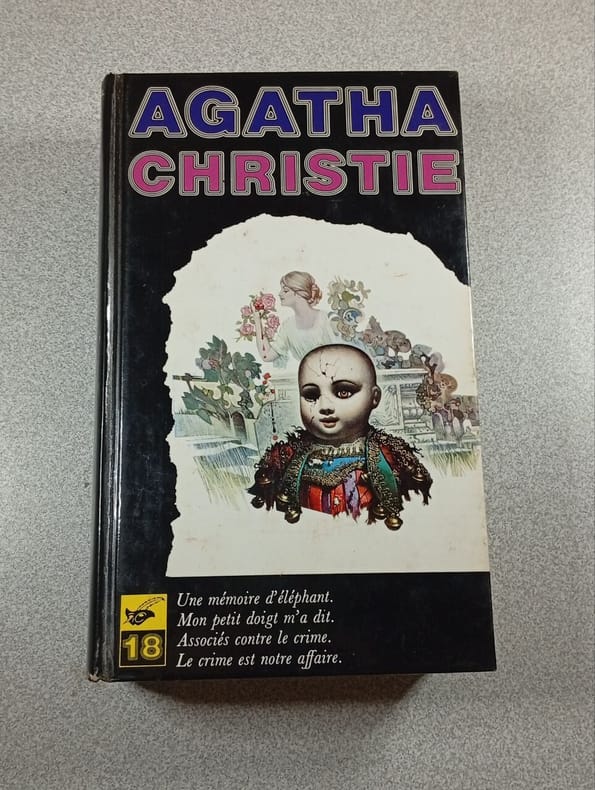 AGATHA
CHRISTIE
Une mémoire d'éléphant.
Mon petit doigt m'a dit.
Associés contre le crime.
Le crime est notre affaire.
18